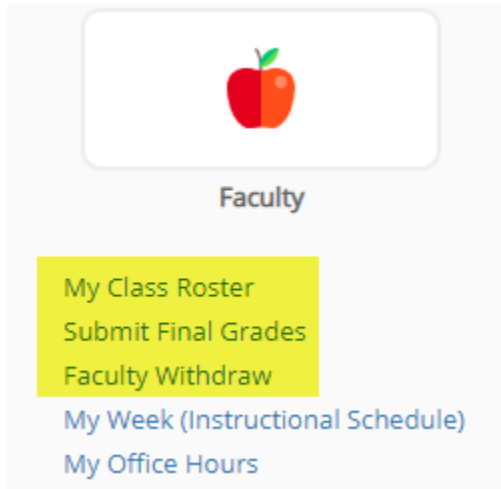 Faculty
My Class Roster
Submit Final Grades
Faculty Withdraw
My Week (Instructional Schedule)
My Office Hours